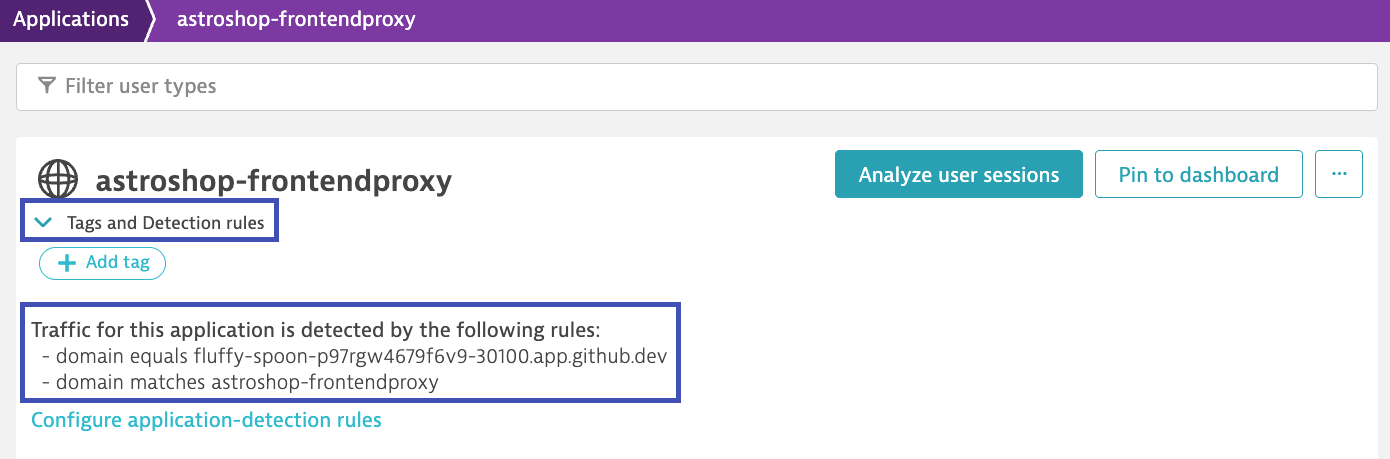 Applications
astroshop-frontendproxy
Filter user types
astroshop-frontendproxy
Analyze user sessions
Pin to dashboard
...
Tags and Detection rules
Add tag
Traffic for this application is detected by the following rules:
- domain equals fluffy-spoon-p97rgw4679f6v9-30100.app.github.dev
- domain matches astroshop-frontendproxy
Configure application-detection rules